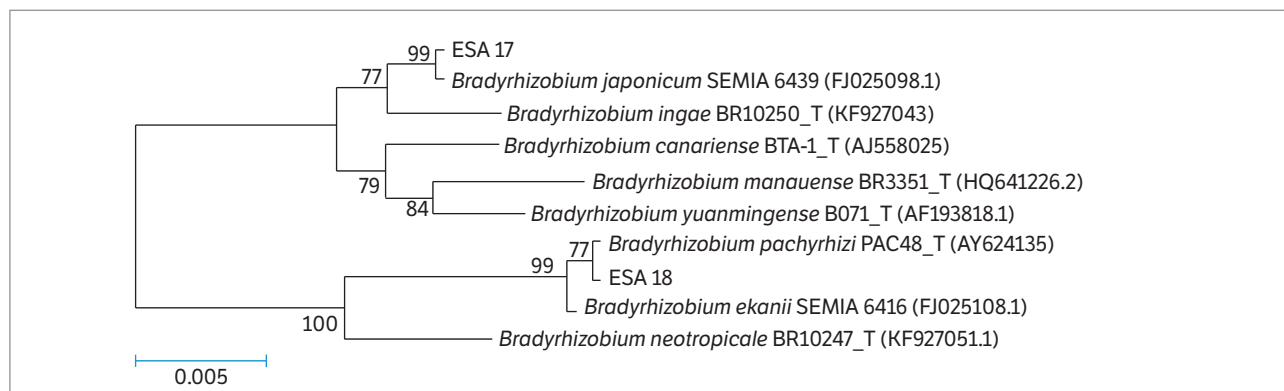 ESA 17
99
Bradyrhizobium japonicum SEMIA 6439 (FJ025098.1)
77
Bradyrhizobium ingae BR10250_T (KF927043)
Bradyrhizobium canariense BTA-1_T (AJ558025)
79
Bradyrhizobium manauense BR3351_T (HQ641226.2)
84
Bradyrhizobium yuanmingense B071_T (AF193818.1)
Bradyrhizobium pachyrhizi PAC48_T (AY624135)
77
99
ESA 18
Bradyrhizobium ekanii SEMIA 6416 (FJ025108.1)
100
Bradyrhizobium neotropicale BR10247_T (KF927051.1)
0.005